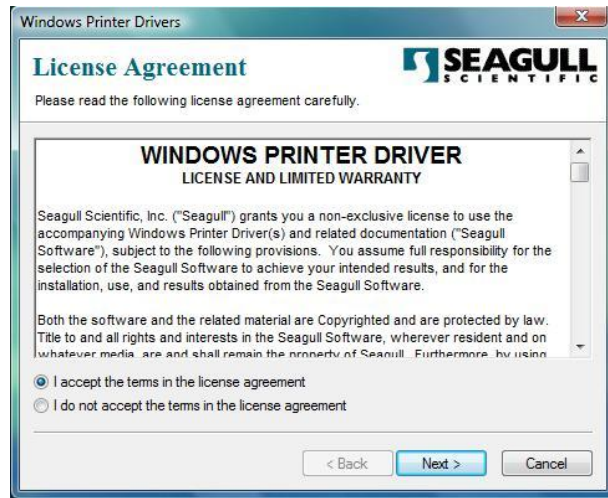 Windows Printer Drivers
License Agreement
SEAGULL
SCIENTIFIC
Please read the following license agreement carefully.
WINDOWS PRINTER DRIVER
LICENSE AND LIMITED WARRANTY
Seagull Scientific, Inc. ("Seagull") grants you a non-exclusive license to use the
accompanying Windows Printer Driver(s) and related documentation ("Seagull
Software"), subject to the following provisions. You assume full responsibility for the
selection of the Seagull Software to achieve your intended results, and for the
installation, use, and results obtained from the Seagull Software.
Both the software and the related material are Copyrighted and are protected by law.
Title to and all rights and interests in the Seagull Software, wherever resident and on
whatever media, are and shall remain the property of Seagull. Furthermore, by using
I accept the terms in the license agreement
I do not accept the terms in the license agreement
< Back
Next >
Cancel